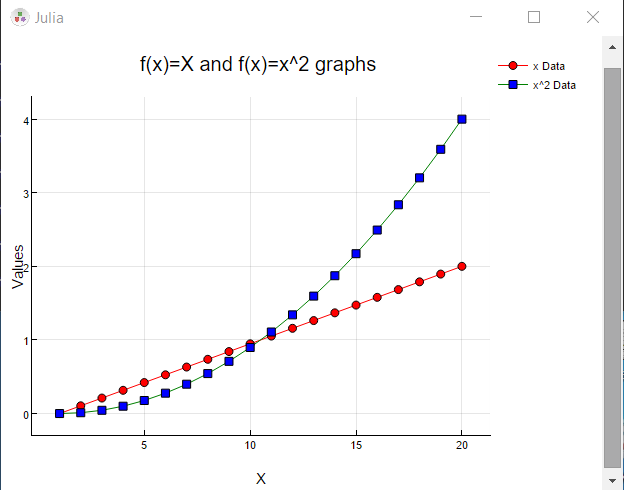 Julia
f(x)=X and f(x)=x^2 graphs
x Data
x^2 Data
Values
4
3
2
1
0
5
10
15
20
X